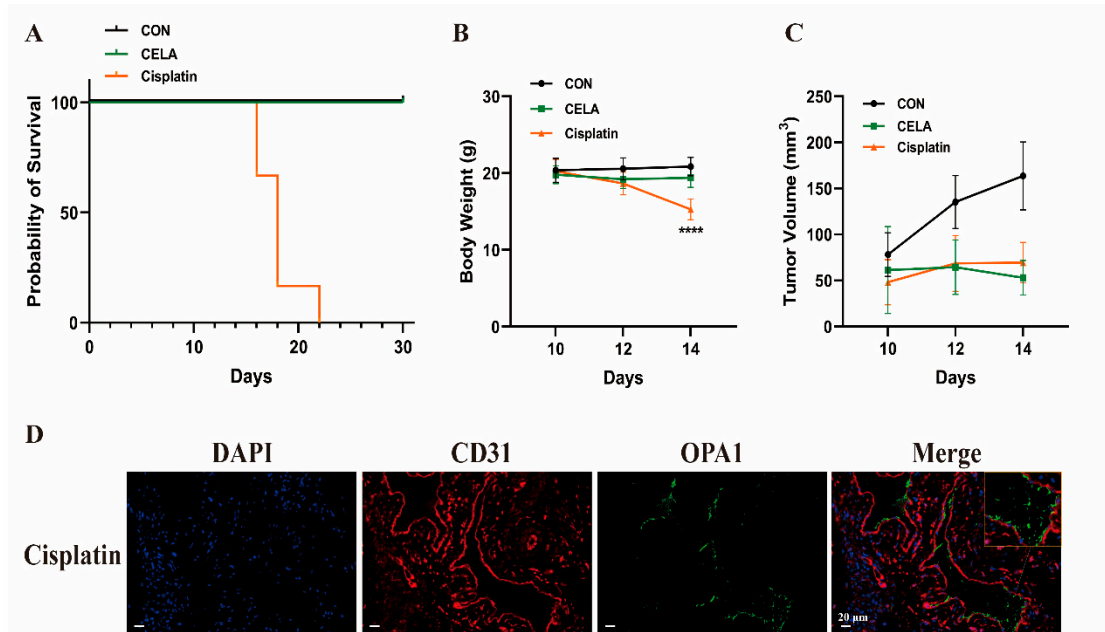 A
CON
CELA
Cisplatin
Probability of Survival
100
50
0
0 10 20 30
Days
B
CON
CELA
Cisplatin
Body Weight (g)
30
20
10
0
****
10 12 14
Days
C
CON
CELA
Cisplatin
Tumor Volume (mm³)
250
200
150
100
50
0
10 12 14
Days
D
DAPI CD31 OPA1 Merge
Cisplatin
20 μm